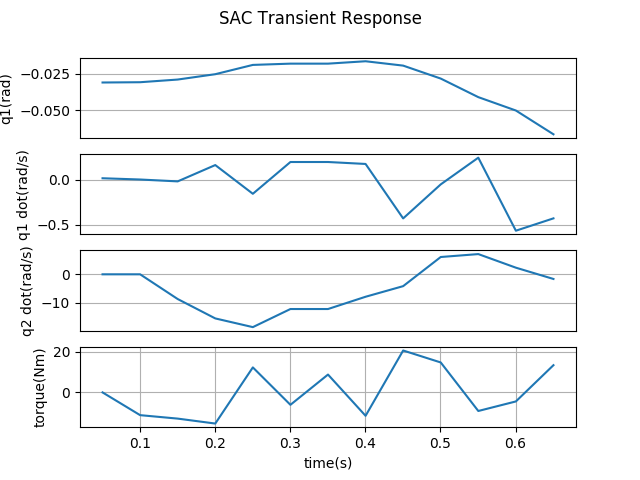 SAC Transient Response
q1(rad)
−0.025
−0.050
q1 dot(rad/s)
0.0
−0.5
q2 dot(rad/s)
0
−10
torque(Nm)
20
0
0.1 0.2 0.3 0.4 0.5 0.6
time(s)